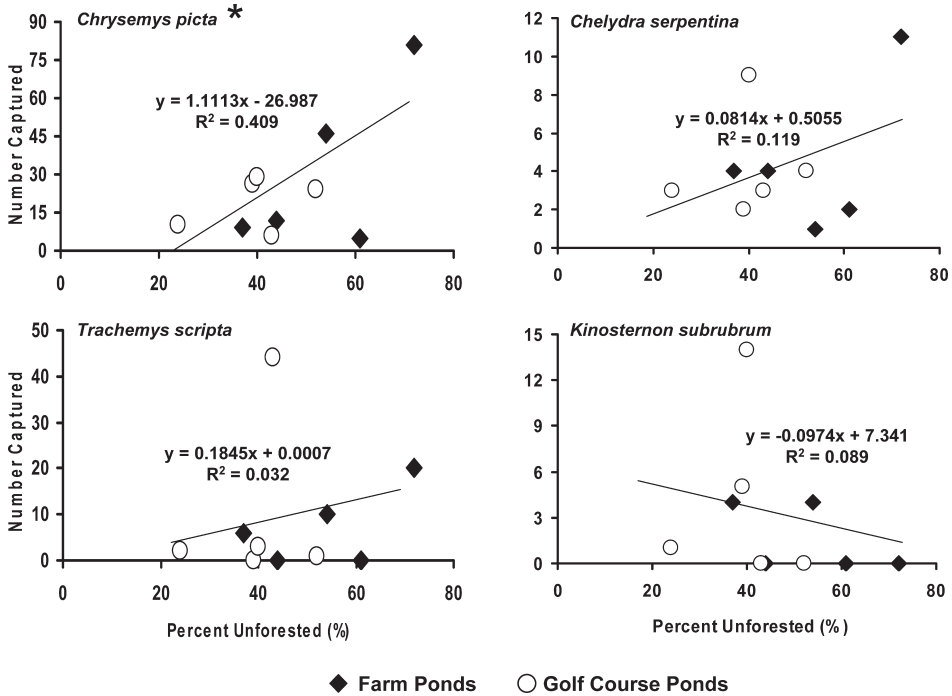 Chrysemys picta *
Number Captured
90
75
60
45
30
15
0
y = 1.1113x - 26.987
R² = 0.409
0 20 40 60 80
Chelydra serpentina
12
10
8
6
4
2
0
y = 0.0814x + 0.5055
R² = 0.119
0 20 40 60 80
Trachemys scripta
Number Captured
50
40
30
20
10
0
y = 0.1845x + 0.0007
R² = 0.032
0 20 40 60 80
Percent Unforested (%)
Kinosternon subrubrum
15
12
9
6
3
0
y = -0.0974x + 7.341
R² = 0.089
0 20 40 60 80
Percent Unforested (%)
Farm Ponds Golf Course Ponds